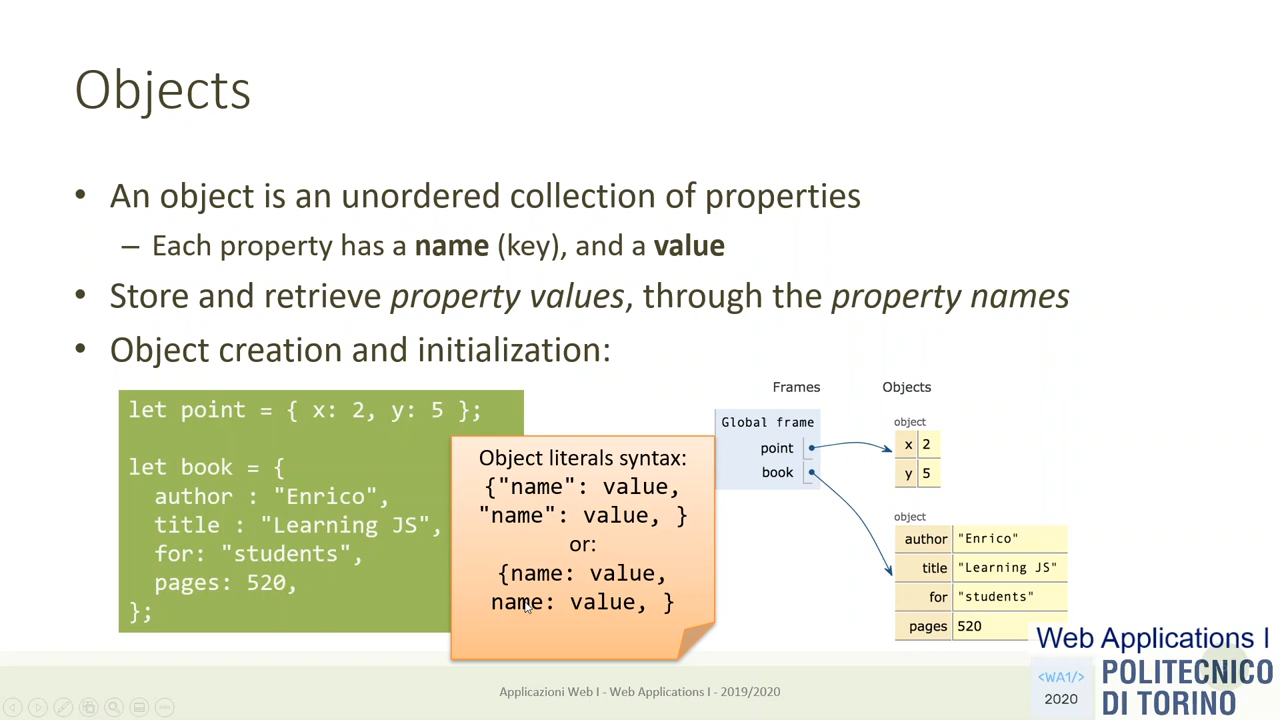 Objects
• An object is an unordered collection of properties
– Each property has a name (key), and a value
• Store and retrieve property values, through the property names
• Object creation and initialization:
let point = { x: 2, y: 5 };
let book = {
author : "Enrico",
title : "Learning JS",
for: "students",
pages: 520,
};
Object literals syntax:
{"name": value,
"name": value, }
or:
{name: value,
name: value, }
Frames
Objects
Global frame
point
book
object
x 2
y 5
object
author "Enrico"
title "Learning JS"
for "students"
pages 520
Applicazioni Web I - Web Applications I - 2019/2020
Web Applications I
<WA1/>
2020
POLITECNICO
DI TORINO